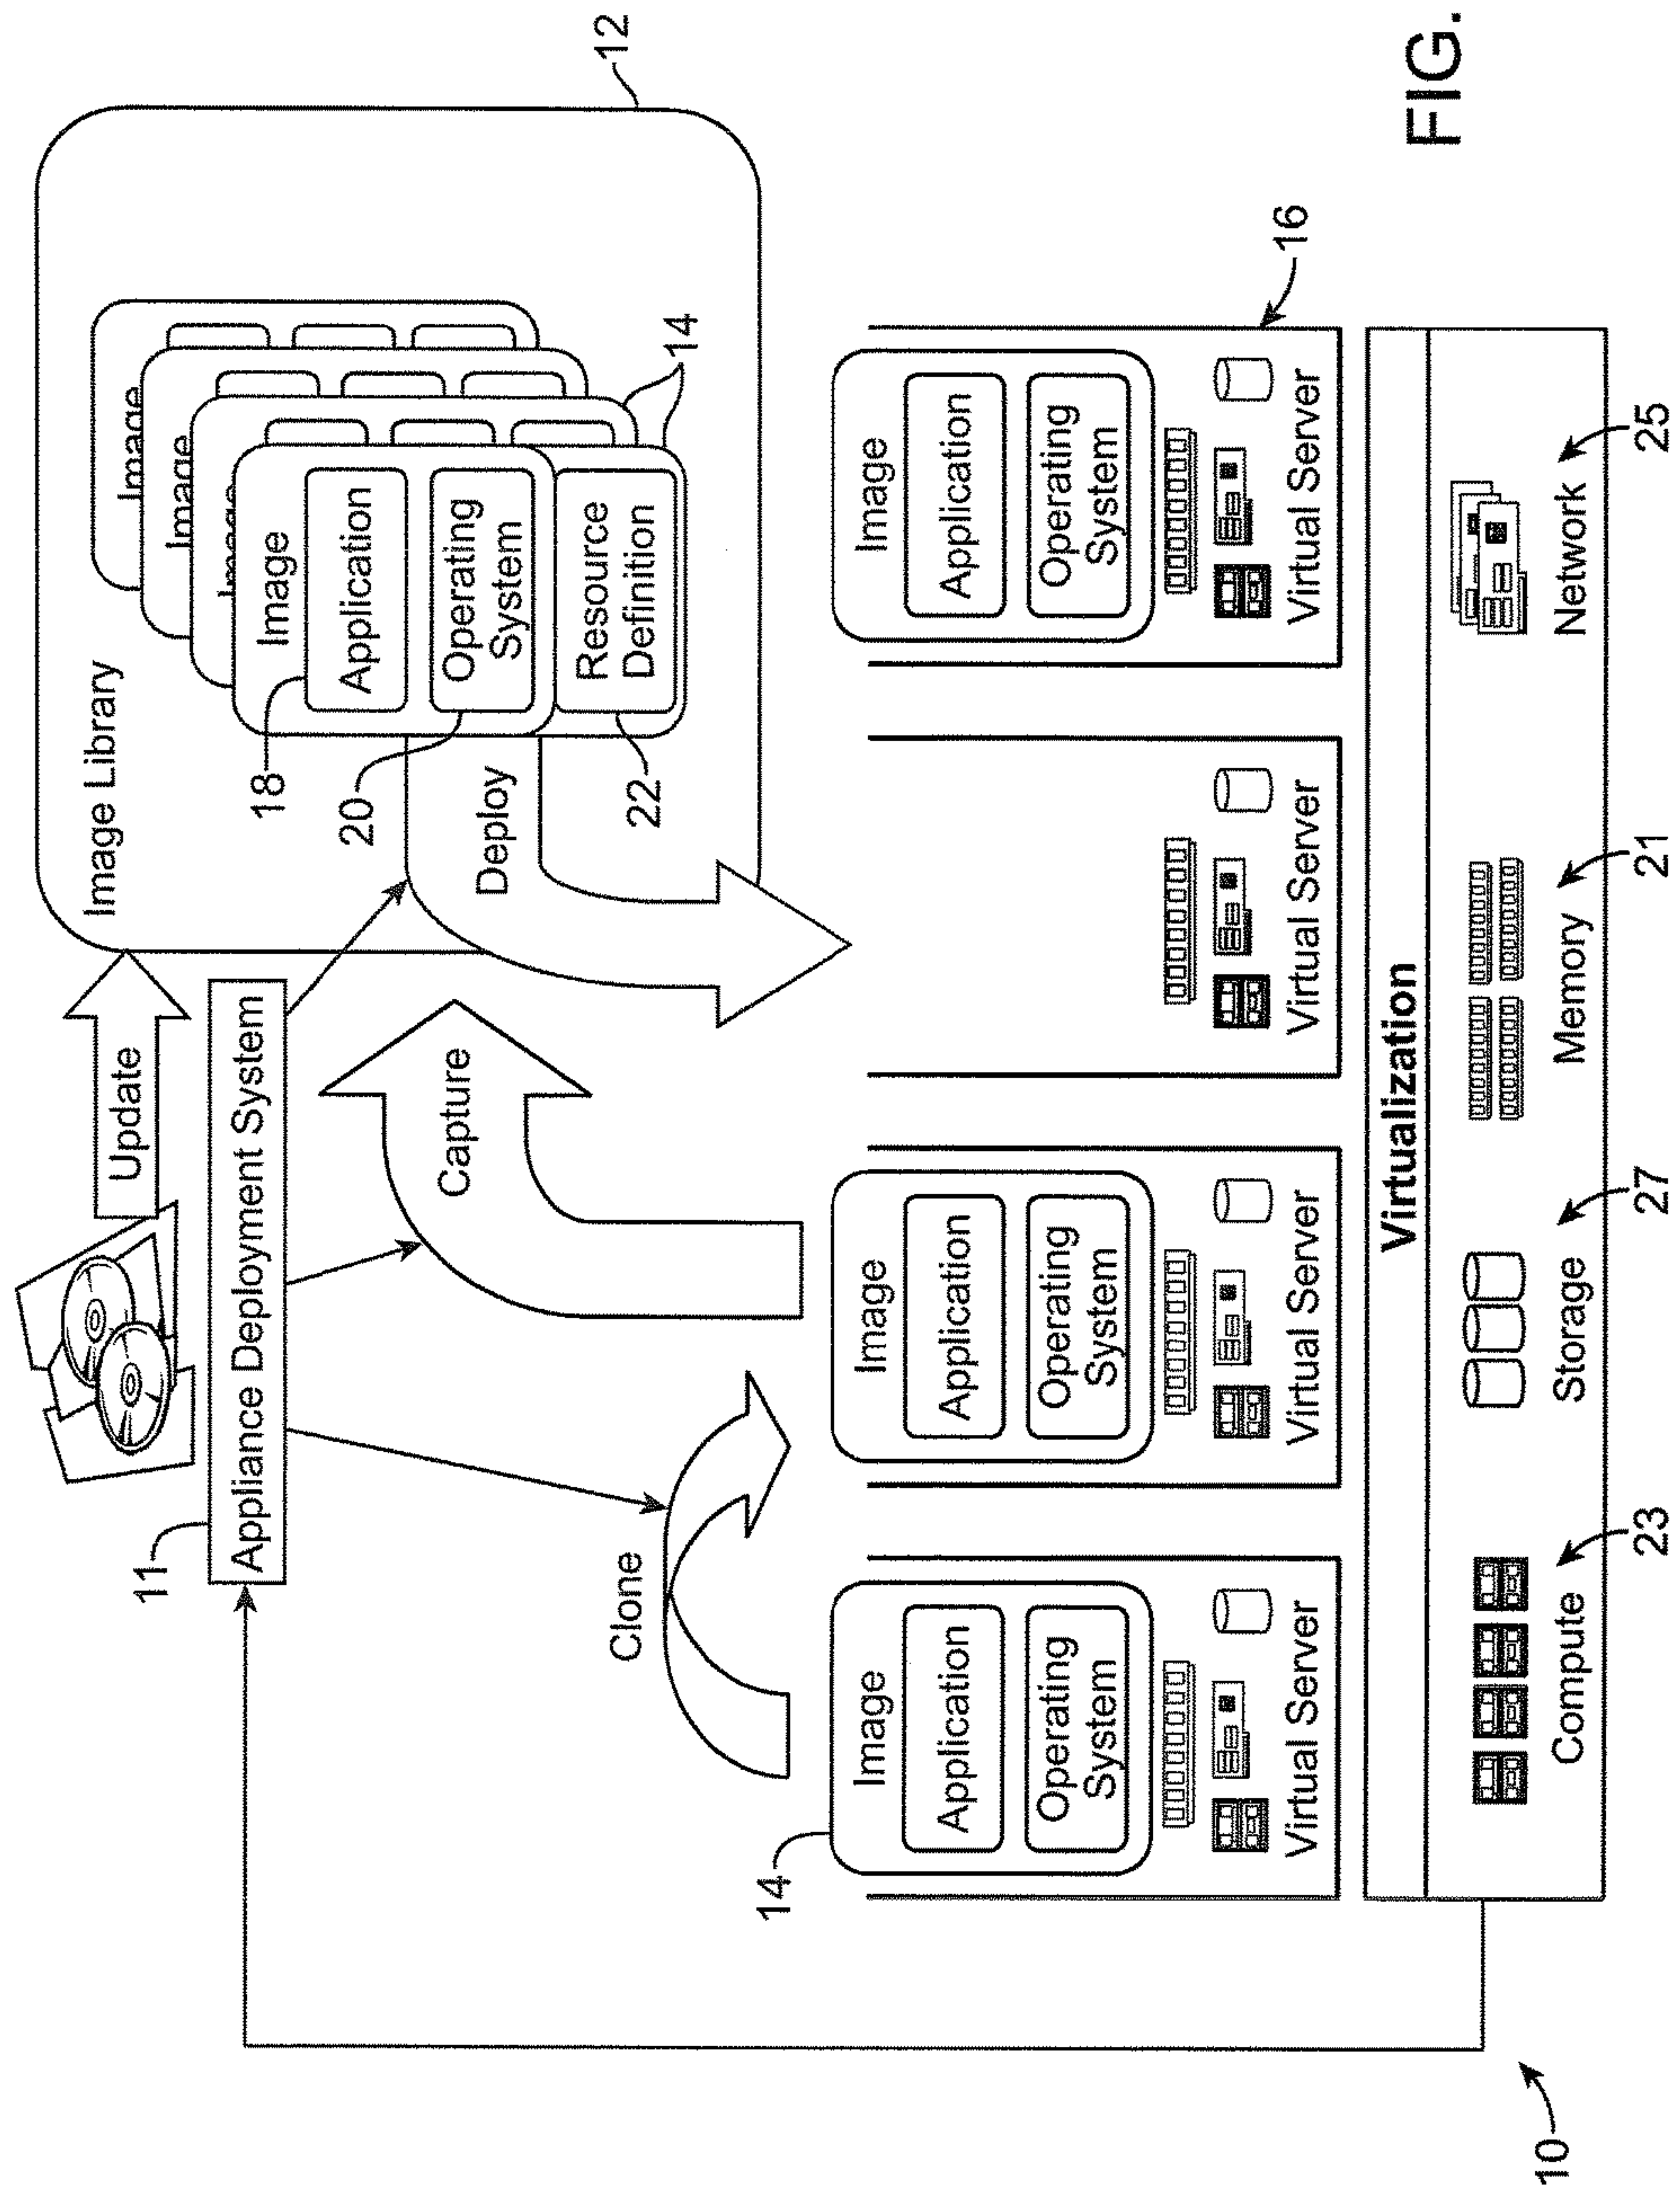 11
Appliance Deployment System
Update
Image Library
12
Image
Image
Image
Image
18
Application
20
Operating
System
22
Resource
Definition
14
Clone
Capture
Deploy
14
Image
Application
Operating
System
Virtual Server
Image
Application
Operating
System
Virtual Server
Virtual Server
Image
Application
Operating
System
Virtual Server
16
Virtualization
Compute
Storage
Memory
Network
23
27
21
25
10
FIG.